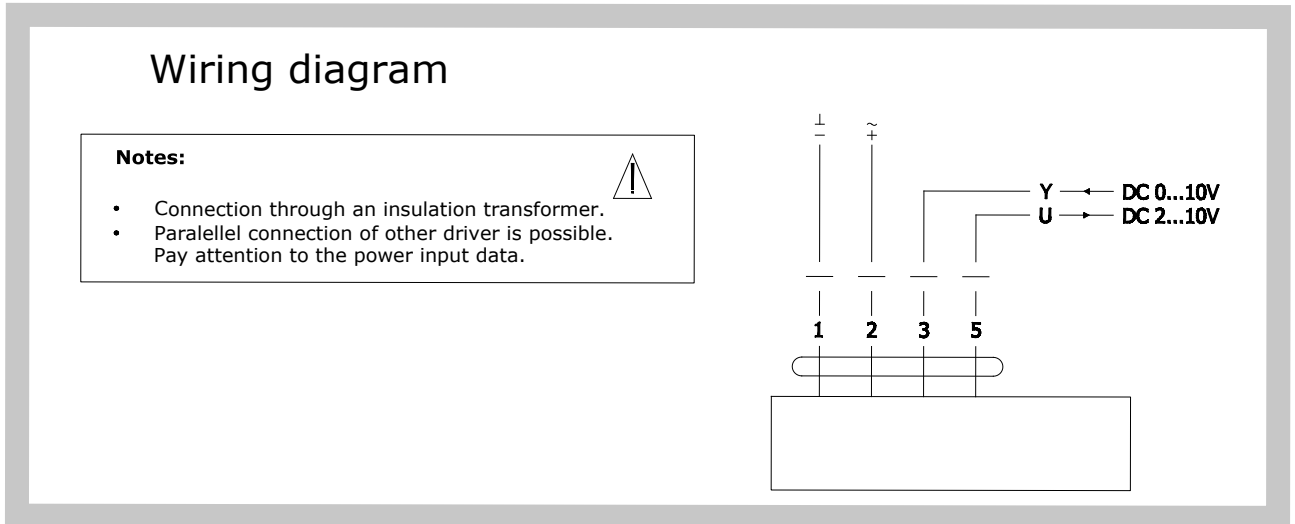 Wiring diagram
Notes:
• Connection through an insulation transformer.
• Paralellel connection of other driver is possible.
Pay attention to the power input data.
⊥ ~
− +
Y DC 0...10V
U DC 2...10V
1 2 3 5